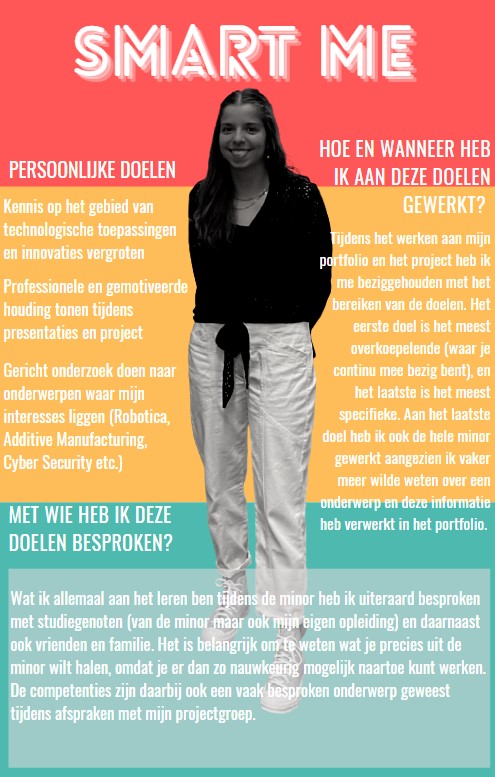 SMART ME
PERSOONLIJKE DOELEN
Kennis op het gebied van
technologische toepassingen
en innovaties vergroten
Professionele en gemotiveerde
houding tonen tijdens
presentaties en project
Gericht onderzoek doen naar
onderwerpen waar mijn
interesses liggen (Robotica,
Additive Manufacturing,
Cyber Security etc.)
HOE EN WANNEER HEB
IK AAN DEZE DOELEN
GEWERKT?
Tijdens het werken aan mijn
portfolio en het project heb ik
me beziggehouden met het
bereiken van de doelen. Het
eerste doel is het meest
overkoepelende (waar je
continu mee bezig bent), en
het laatste is het meest
specifieke. Aan het laatste
doel heb ik ook de hele minor
gewerkt aangezien ik vaker
meer wilde weten over een
onderwerp en deze informatie
heb verwerkt in het portfolio.
MET WIE HEB IK DEZE
DOELEN BESPROKEN?
Wat ik allemaal aan het leren ben tijdens de minor heb ik uiteraard besproken
met studiegenoten (van de minor maar ook mijn eigen opleiding) en daarnaast
ook vrienden en familie. Het is belangrijk om te weten wat je precies uit de
minor wilt halen, omdat je er dan zo nauwkeurig mogelijk naartoe kunt werken.
De competenties zijn daarbij ook een vaak besproken onderwerp geweest
tijdens afspraken met mijn projectgroep.